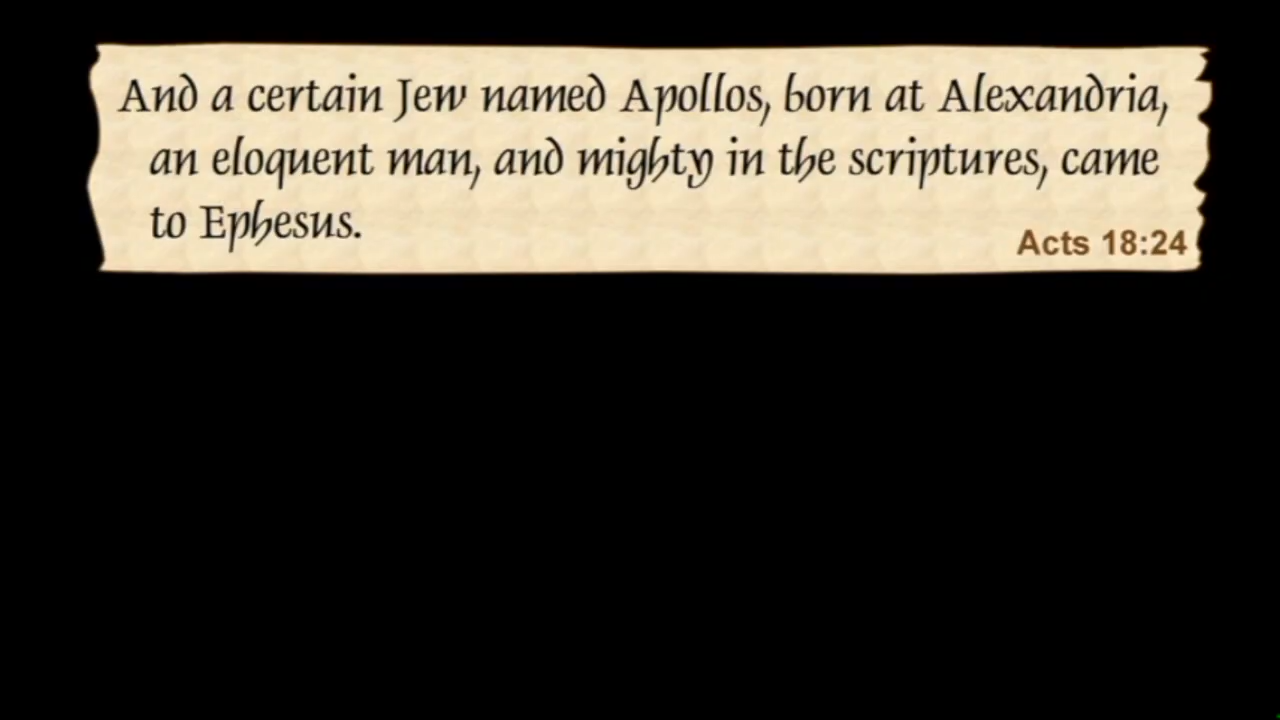 And a certain Jew named Apollos, born at Alexandria,
an eloquent man, and mighty in the scriptures, came
to Ephesus.
Acts 18:24